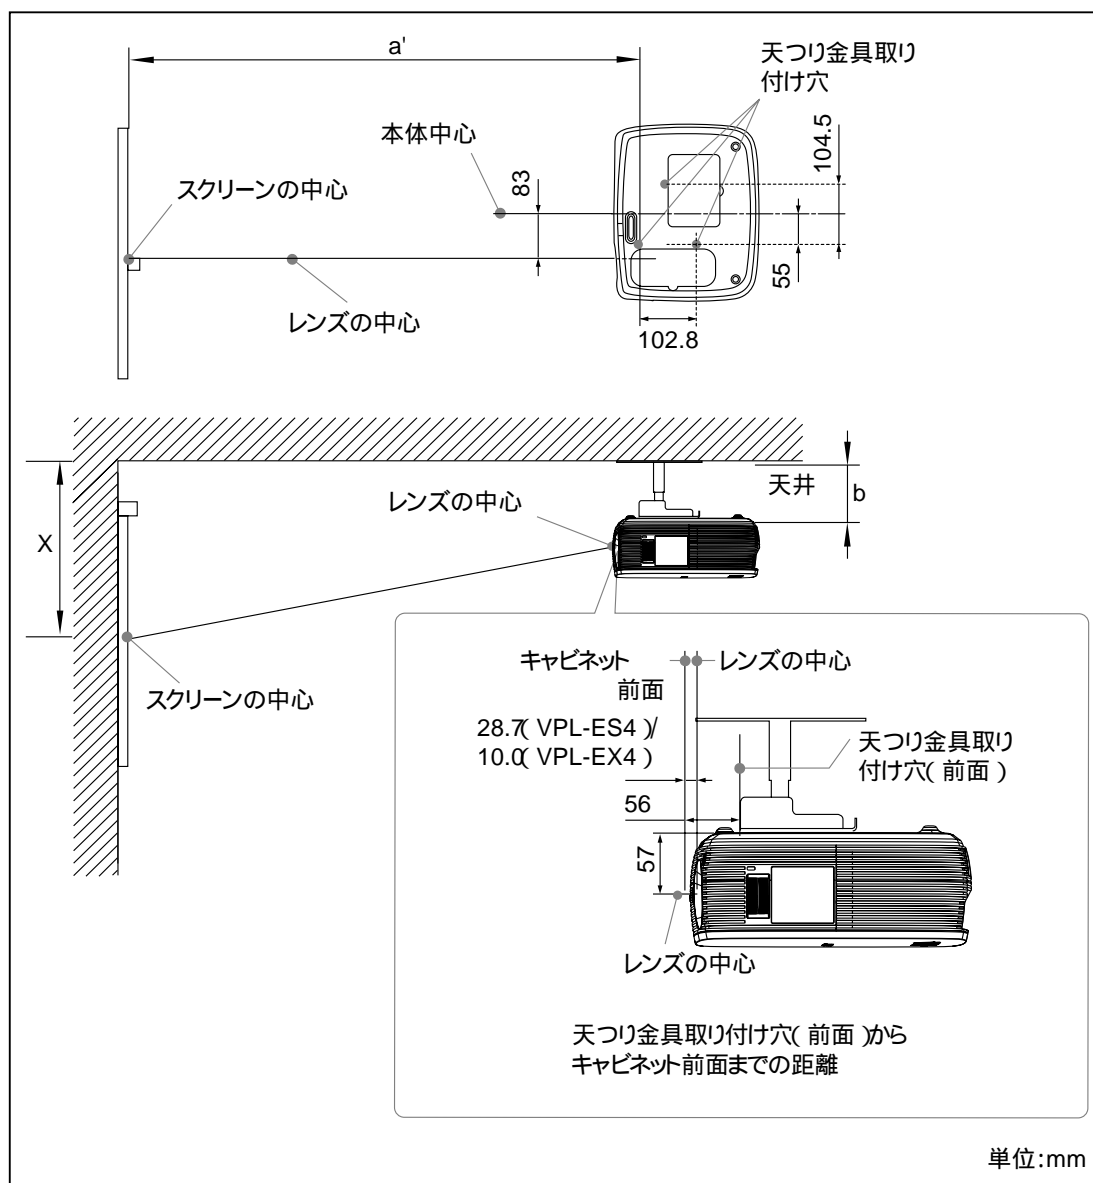 a'
天つり金具取り
付け穴
本体中心
104.5
83
スクリーンの中心
55
レンズの中心
102.8
レンズの中心
天井
b
X
スクリーンの中心
キャビネット
前面
レンズの中心
28.7( VPL-ES4 )/
10.0( VPL-EX4 )
天つり金具取り
付け穴( 前面 )
56
57
レンズの中心
天つり金具取り付け穴( 前面 )から
キャビネット前面までの距離
単位:mm